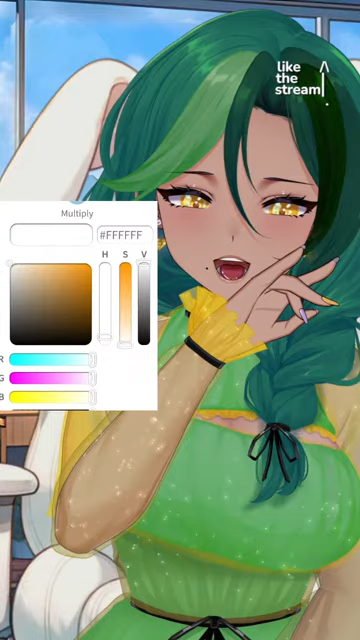 like
the
stream
Multiply
#FFFFFF
H S V
R
G
B